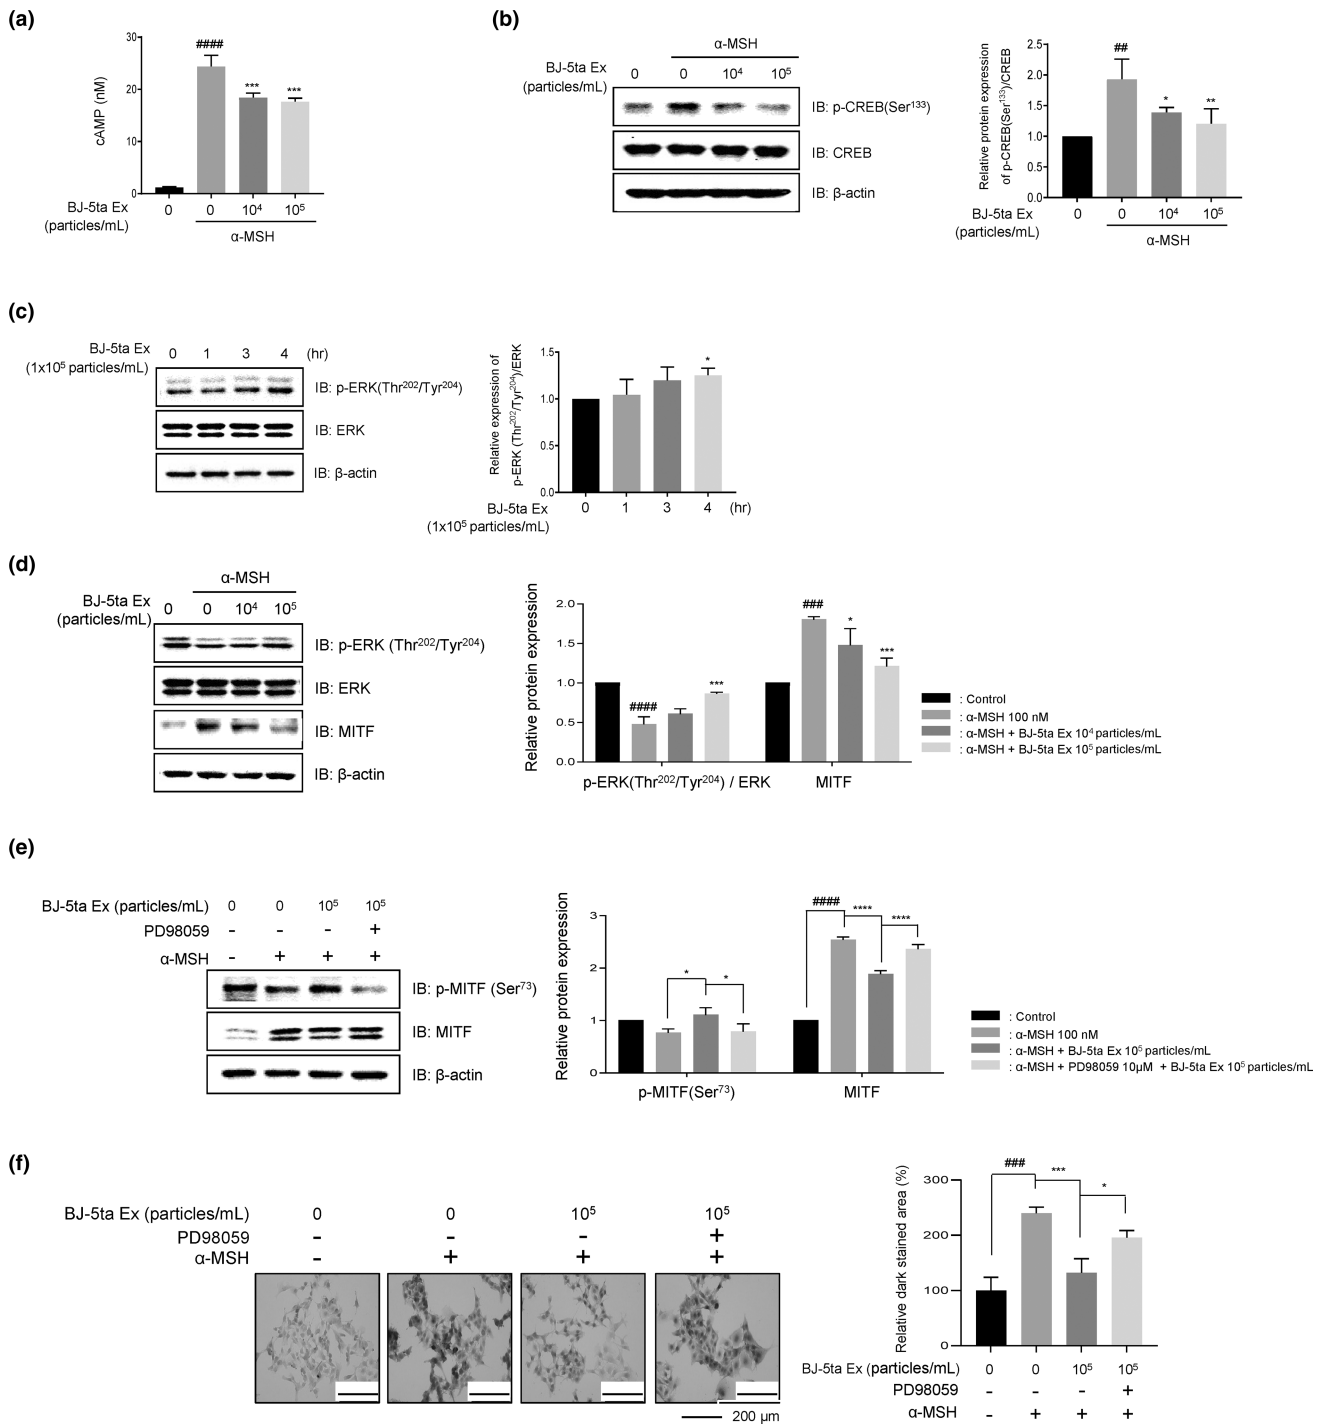 (a)
####
*** ***
cAMP (nM)
30
20
10
0
BJ-5ta Ex (particles/mL)
0 0 10⁴ 10⁵
α-MSH
(b)
α-MSH
BJ-5ta Ex (particles/mL)
0 0 10⁴ 10⁵
IB: p-CREB(Ser¹³³)
IB: CREB
IB: β-actin
Relative protein expression
of p-CREB(Ser¹³³)/CREB
2.5
2.0
1.5
1.0
0.5
0.0
##
*
**
BJ-5ta Ex (particles/mL)
0 0 10⁴ 10⁵
α-MSH
(c)
BJ-5ta Ex (1x10⁵ particles/mL)
0 1 3 4 (hr)
IB: p-ERK(Thr²⁰²/Tyr²⁰⁴)
IB: ERK
IB: β-actin
Relative expression of
p-ERK (Thr²⁰²/Tyr²⁰⁴)/ERK
1.5
1.0
0.5
0.0
*
0 1 3 4 (hr)
BJ-5ta Ex
(1x10⁵ particles/mL)
(d)
α-MSH
BJ-5ta Ex (particles/mL)
0 0 10⁴ 10⁵
IB: p-ERK (Thr²⁰²/Tyr²⁰⁴)
IB: ERK
IB: MITF
IB: β-actin
Relative protein expression
2.0
1.5
1.0
0.5
0.0
####
***
###
*
***
p-ERK(Thr²⁰²/Tyr²⁰⁴) / ERK MITF
: Control
: α-MSH 100 nM
: α-MSH + BJ-5ta Ex 10⁴ particles/mL
: α-MSH + BJ-5ta Ex 10⁵ particles/mL
(e)
BJ-5ta Ex (particles/mL) 0 0 10⁵ 10⁵
PD98059 - - - +
α-MSH - + + +
IB: p-MITF (Ser⁷³)
IB: MITF
IB: β-actin
Relative protein expression
3
2
1
0
* *
#### **** ****
p-MITF(Ser⁷³) MITF
: Control
: α-MSH 100 nM
: α-MSH + BJ-5ta Ex 10⁵ particles/mL
: α-MSH + PD98059 10µM + BJ-5ta Ex 10⁵ particles/mL
(f)
BJ-5ta Ex (particles/mL) 0 0 10⁵ 10⁵
PD98059 - - - +
α-MSH - + + +
200 µm
Relative dark stained area (%)
300
200
100
0
### *** *
BJ-5ta Ex (particles/mL) 0 0 10⁵ 10⁵
PD98059 - - - +
α-MSH - + + +